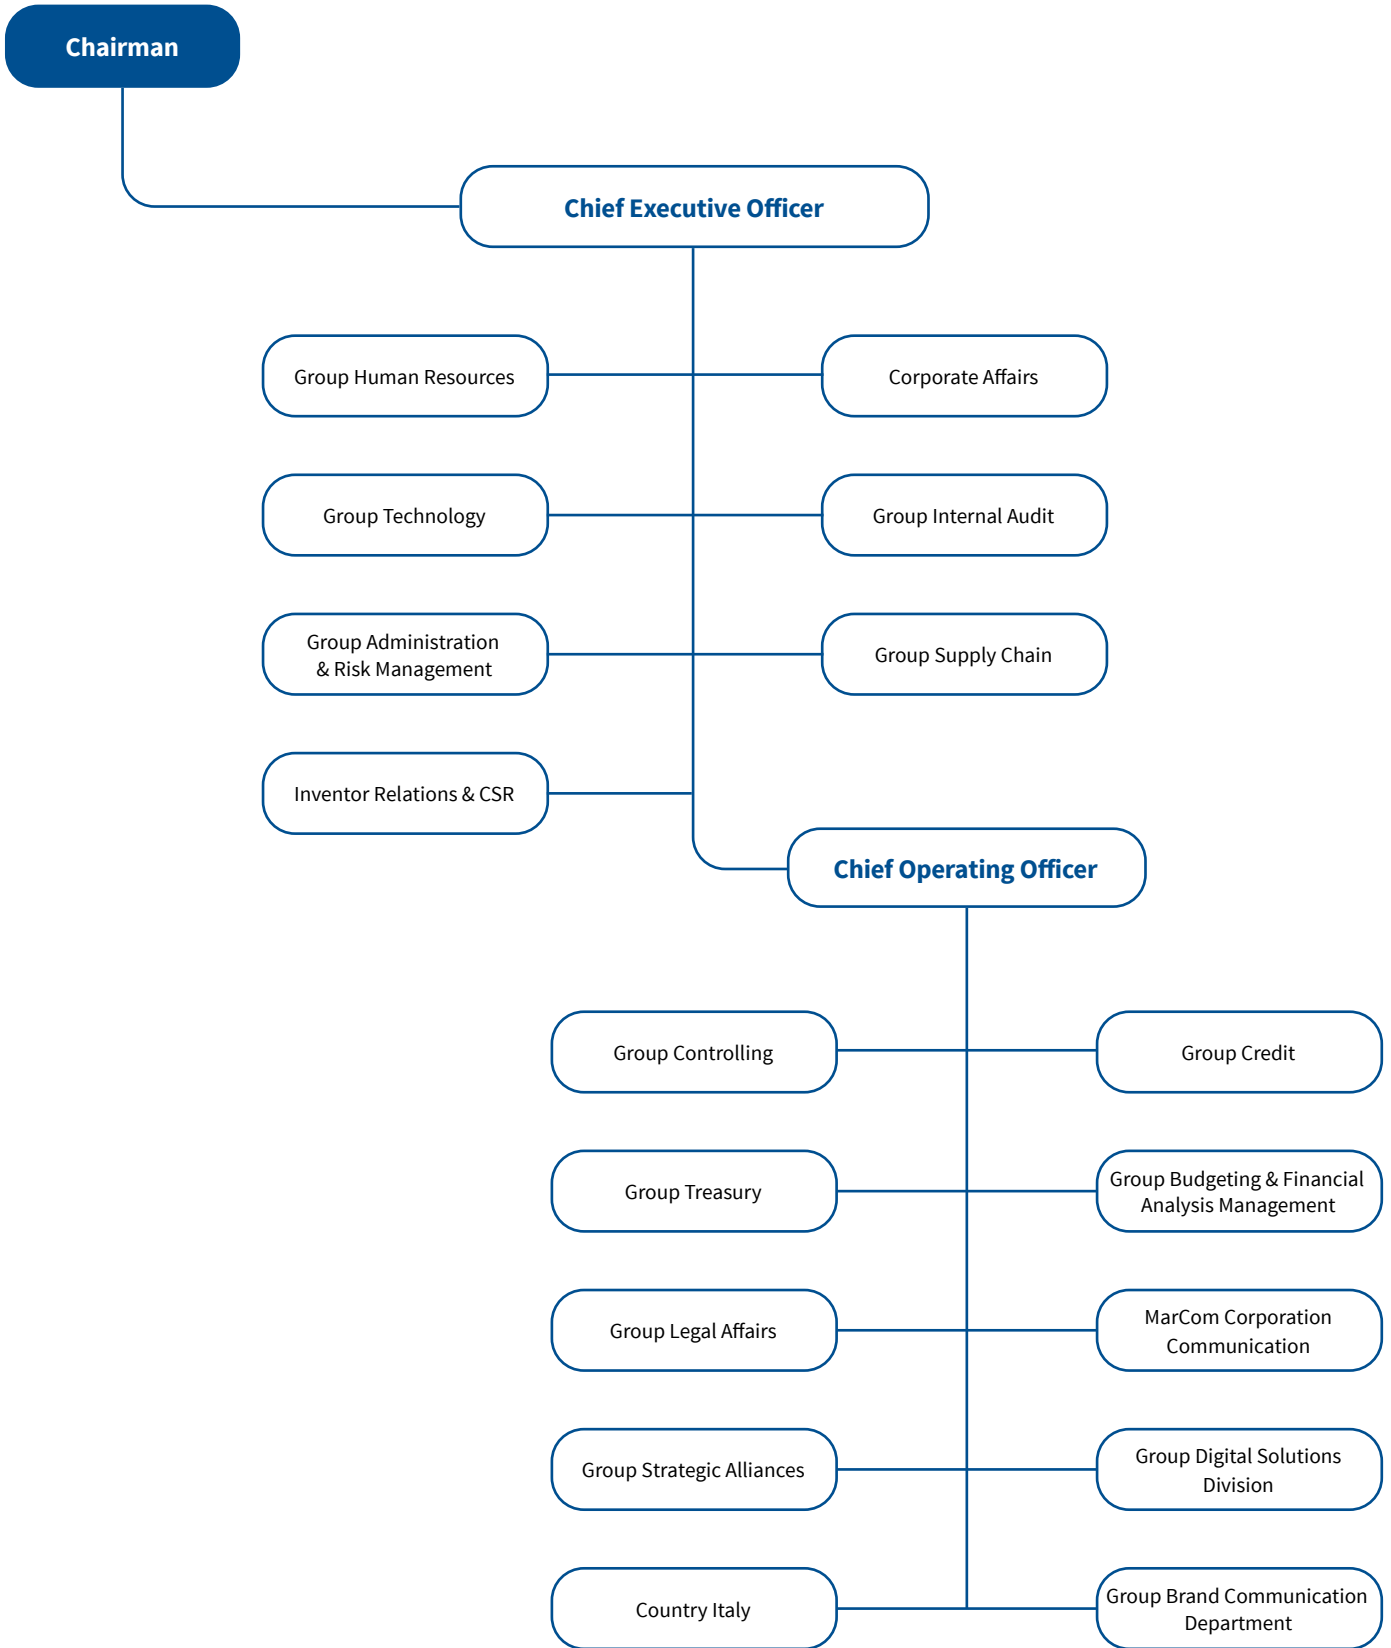 Chairman
Chief Executive Officer
Group Human Resources
Corporate Affairs
Group Technology
Group Internal Audit
Group Administration
& Risk Management
Group Supply Chain
Inventor Relations & CSR
Chief Operating Officer
Group Controlling
Group Credit
Group Treasury
Group Budgeting & Financial
Analysis Management
Group Legal Affairs
MarCom Corporation
Communication
Group Strategic Alliances
Group Digital Solutions
Division
Country Italy
Group Brand Communication
Department